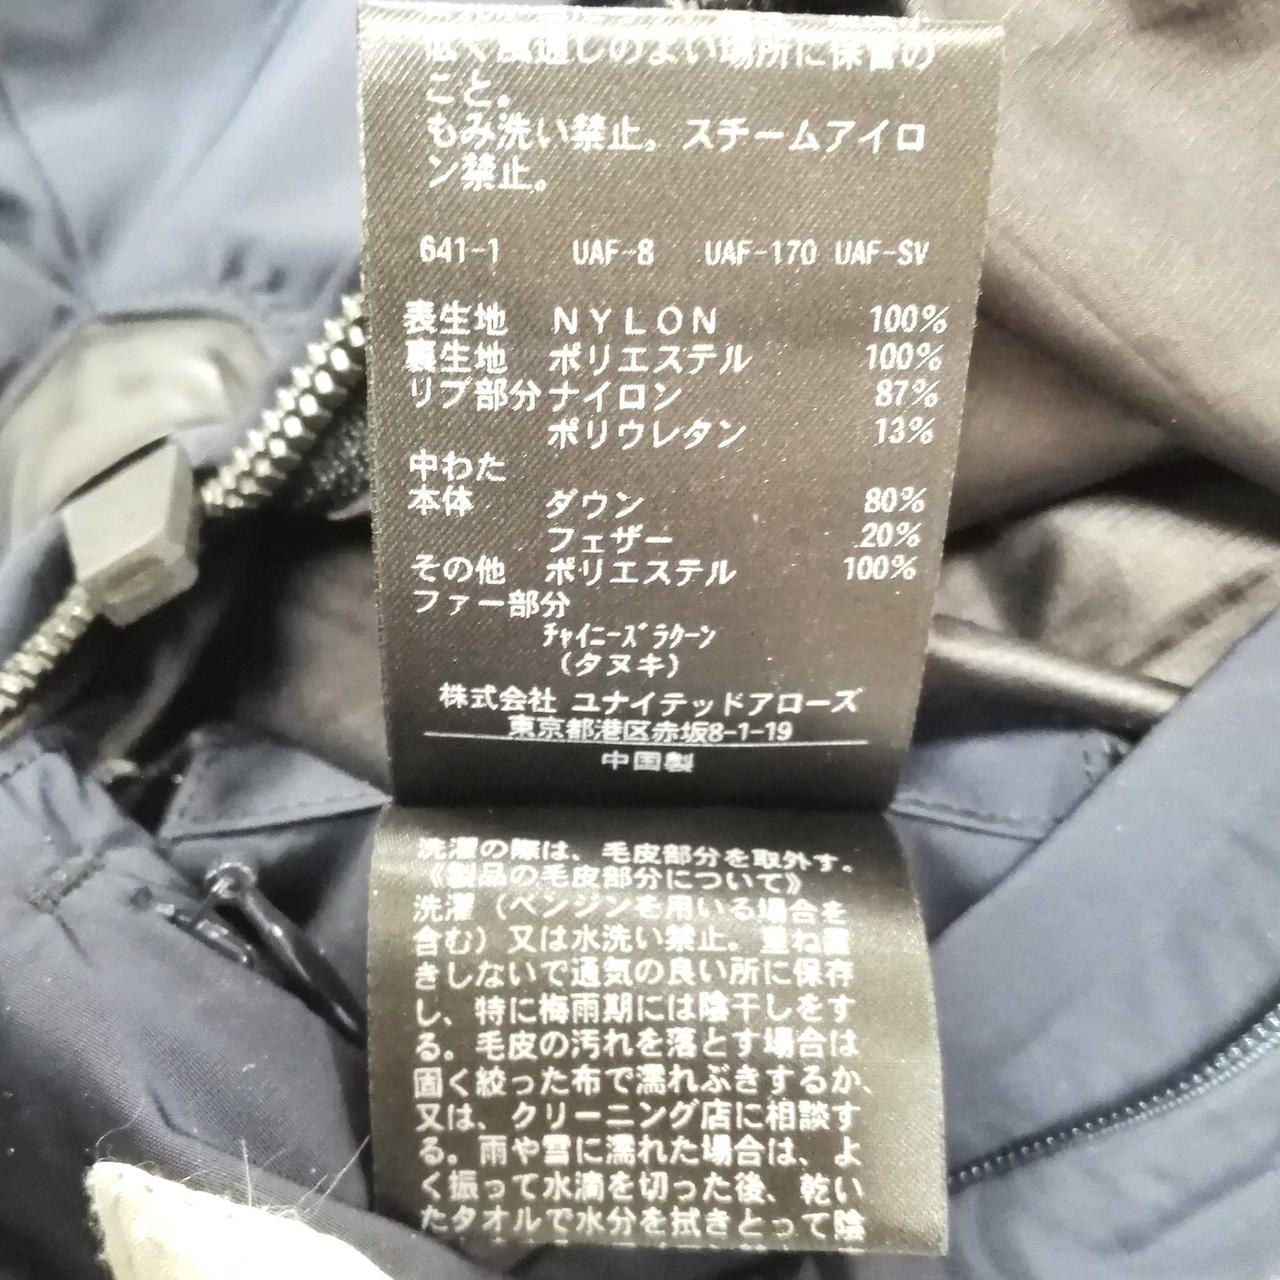 低く風通しのよい場所に保管の
こと。
もみ洗い禁止。スチームアイロ
ン禁止。
641-1 UAF-8 UAF-170 UAF-SV
表生地 NYLON 100%
裏生地 ポリエステル 100%
リブ部分 ナイロン 87%
ポリウレタン 13%
中わた
本体 ダウン 80%
フェザー 20%
その他 ポリエステル 100%
ファー部分
チャイニーズラクーン
(タヌキ)
株式会社 ユナイテッドアローズ
東京都港区赤坂8-1-19
中国製
洗濯の際は、毛皮部分を取外す。
《製品の毛皮部分について》
洗濯（ベンジンを用いる場合を
含む）又は水洗い禁止。重ね置
きしないで通気の良い所に保存
し、特に梅雨期には陰干しをす
る。毛皮の汚れを落とす場合は
固く絞った布で濡れぶきするか、
又は、クリーニング店に相談す
る。雨や雪に濡れた場合は、よ
く振って水滴を切った後、乾い
たタオルで水分を拭きとって陰